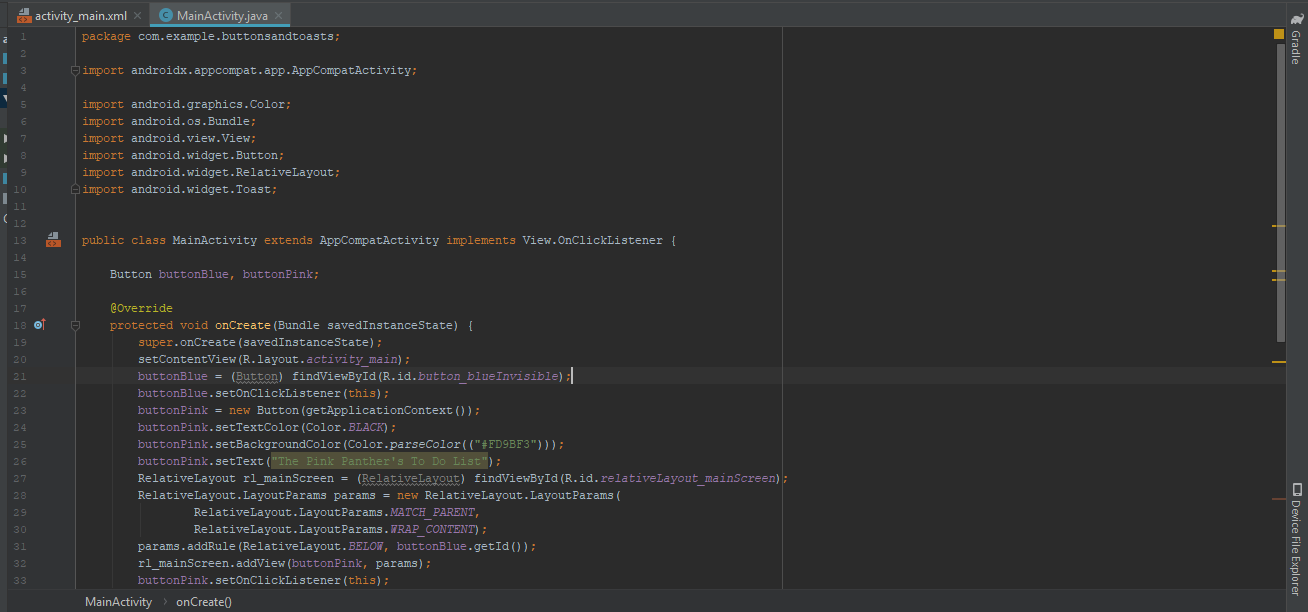 activity_main.xml MainActivity.java
1 package com.example.buttonsandtoasts;
2
3 import androidx.appcompat.app.AppCompatActivity;
4
5 import android.graphics.Color;
6 import android.os.Bundle;
7 import android.view.View;
8 import android.widget.Button;
9 import android.widget.RelativeLayout;
10 import android.widget.Toast;
11
12
13 public class MainActivity extends AppCompatActivity implements View.OnClickListener {
14
15 Button buttonBlue, buttonPink;
16
17 @Override
18 protected void onCreate(Bundle savedInstanceState) {
19 super.onCreate(savedInstanceState);
20 setContentView(R.layout.activity_main);
21 buttonBlue = (Button) findViewById(R.id.button_blueInvisible);
22 buttonBlue.setOnClickListener(this);
23 buttonPink = new Button(getApplicationContext());
24 buttonPink.setTextColor(Color.BLACK);
25 buttonPink.setBackgroundColor(Color.parseColor(("#FD9BF3")));
26 buttonPink.setText("The Pink Panther's To Do List");
27 RelativeLayout rl_mainScreen = (RelativeLayout) findViewById(R.id.relativeLayout_mainScreen);
28 RelativeLayout.LayoutParams params = new RelativeLayout.LayoutParams(
29 RelativeLayout.LayoutParams.MATCH_PARENT,
30 RelativeLayout.LayoutParams.WRAP_CONTENT);
31 params.addRule(RelativeLayout.BELOW, buttonBlue.getId());
32 rl_mainScreen.addView(buttonPink, params);
33 buttonPink.setOnClickListener(this);
MainActivity › onCreate()
Gradle
Device File Explorer